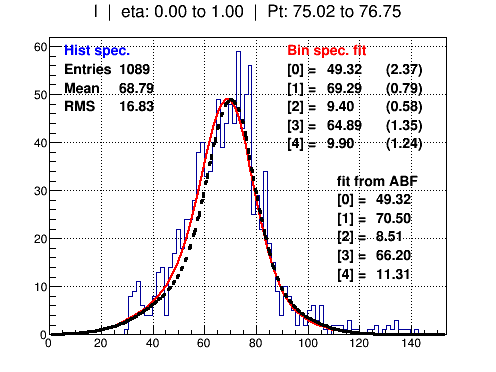 I | eta: 0.00 to 1.00 | Pt: 75.02 to 76.75
Hist spec.
Entries 1089
Mean 68.79
RMS 16.83
Bin spec. fit
[0] = 49.32 (2.37)
[1] = 69.29 (0.79)
[2] = 9.40 (0.58)
[3] = 64.89 (1.35)
[4] = 9.90 (1.24)
fit from ABF
[0] = 49.32
[1] = 70.50
[2] = 8.51
[3] = 66.20
[4] = 11.31
60
50
40
30
20
10
0
0 20 40 60 80 100 120 140